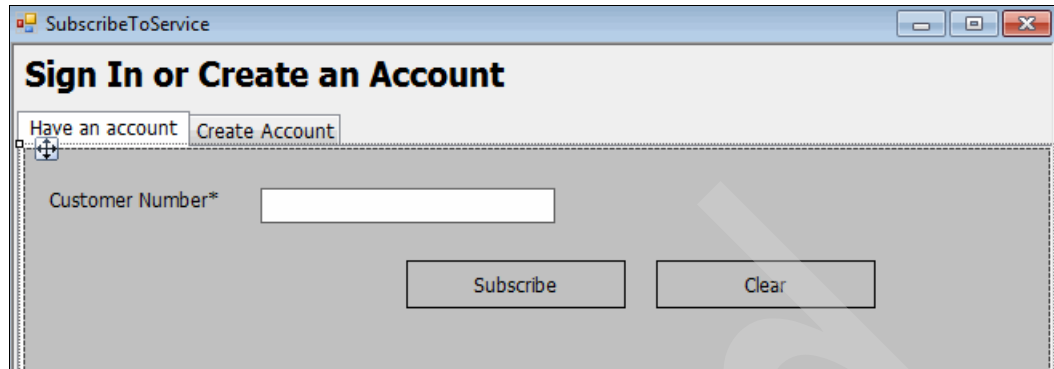 SubscribeToService
Sign In or Create an Account
Have an account Create Account
Customer Number*
Subscribe Clear